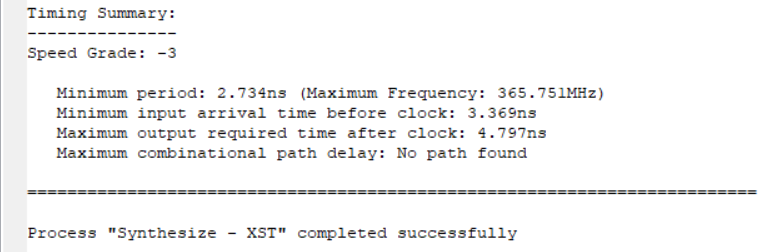 Timing Summary:
---------------
Speed Grade: -3
Minimum period: 2.734ns (Maximum Frequency: 365.751MHz)
Minimum input arrival time before clock: 3.369ns
Maximum output required time after clock: 4.797ns
Maximum combinational path delay: No path found
=========================================================================
Process "Synthesize - XST" completed successfully